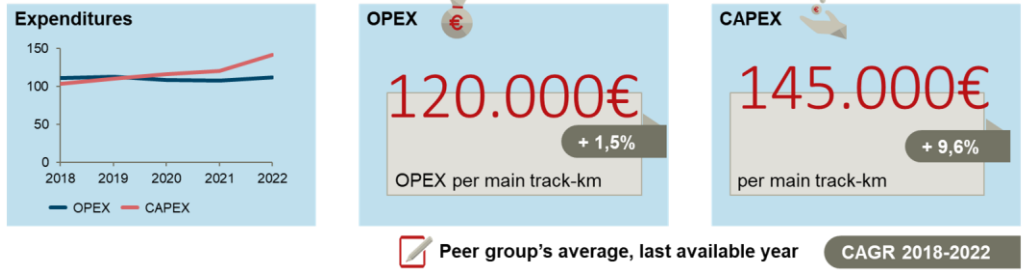 Expenditures
150
100
50
0
2018 2019 2020 2021 2022
OPEX CAPEX
OPEX
€
120.000€
+ 1,5%
OPEX per main track-km
CAPEX
€
145.000€
+ 9,6%
per main track-km
Peer group's average, last available year
CAGR 2018-2022